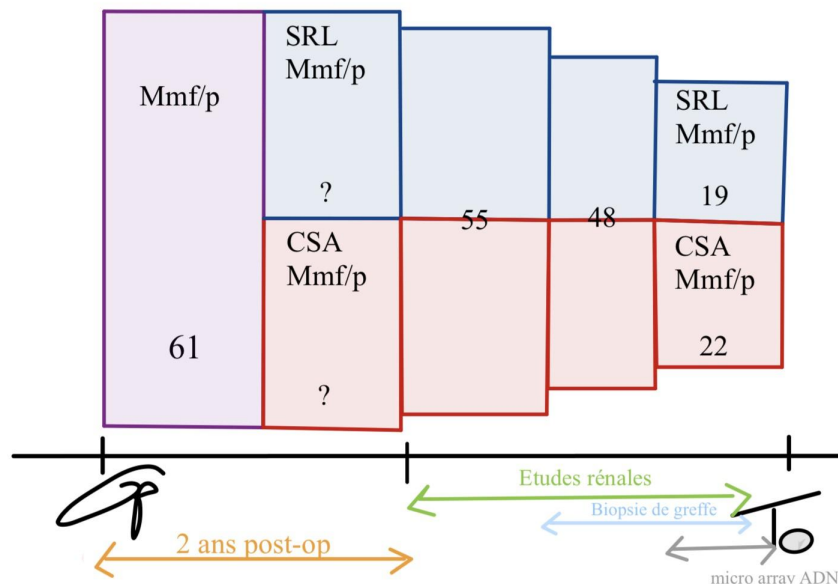 Mmf/p
61
SRL
Mmf/p
?
CSA
Mmf/p
?
55
48
SRL
Mmf/p
19
CSA
Mmf/p
22
Etudes rénales
Biopsie de greffe
2 ans post-op
micro array ADN